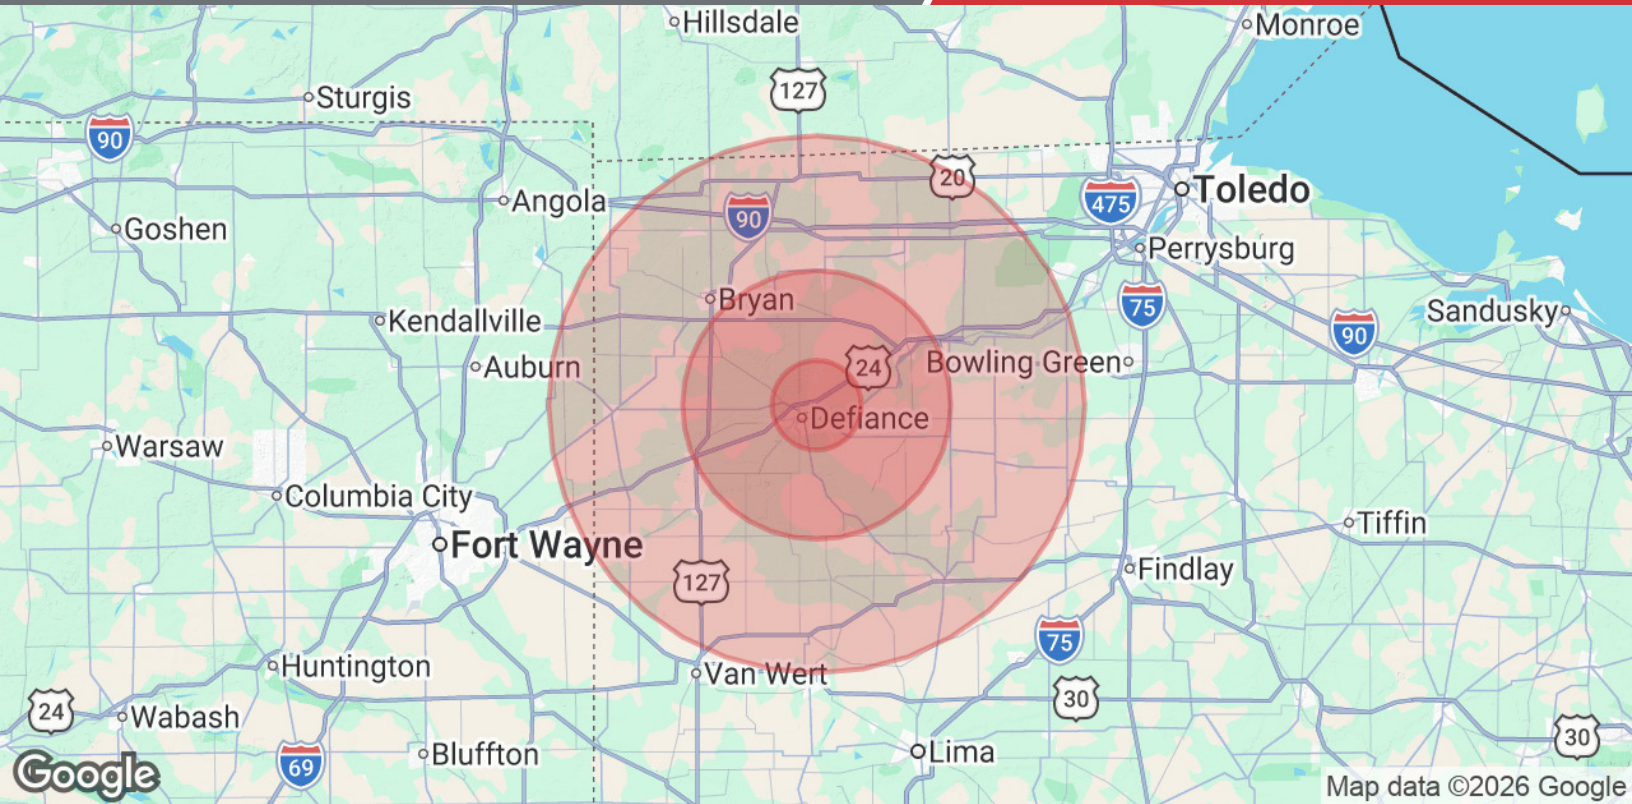 Hillsdale
Monroe
127
Sturgis
90
20
Angola
475
Toledo
90
Goshen
Perrysburg
Bryan
75
Sandusky
Kendallville
90
24
Bowling Green
Auburn
Defiance
Warsaw
Columbia City
Tiffin
Fort Wayne
Findlay
127
75
Huntington
Van Wert
30
24
Wabash
30
Bluffton
Lima
69
Google
Map data ©2026 Google